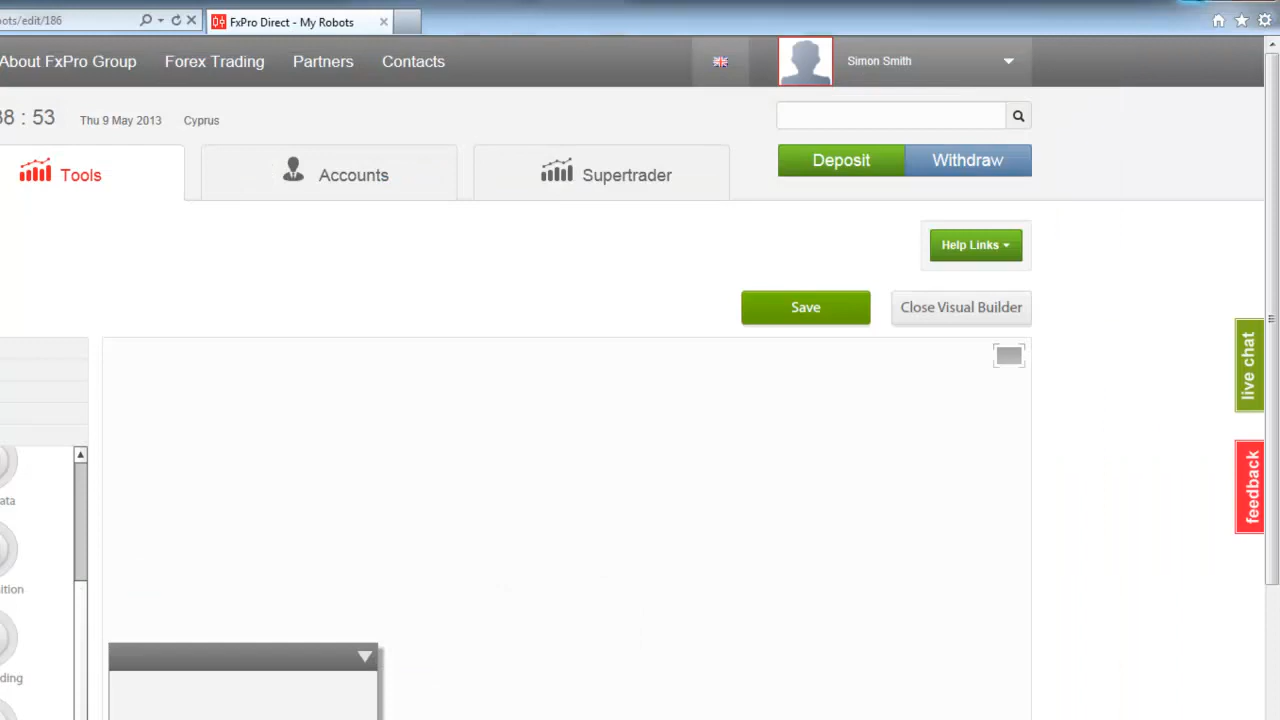 ots/edit/186
FxPro Direct - My Robots
About FxPro Group Forex Trading Partners Contacts
Simon Smith
38 : 53 Thu 9 May 2013 Cyprus
Tools Accounts Supertrader
Deposit Withdraw
Help Links
Save Close Visual Builder
live chat
feedback
ata
ition
ding